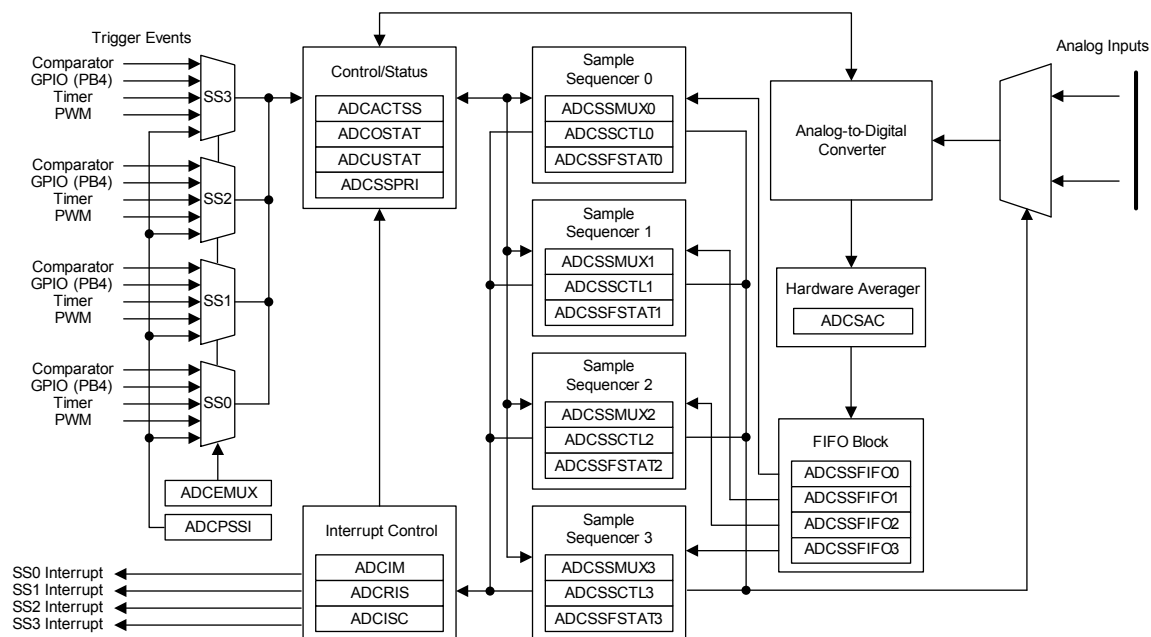 Trigger Events
Comparator
GPIO (PB4)
Timer
PWM
SS3
Comparator
GPIO (PB4)
Timer
PWM
SS2
Comparator
GPIO (PB4)
Timer
PWM
SS1
Comparator
GPIO (PB4)
Timer
PWM
SS0
ADCEMUX
ADCPSSI
Control/Status
ADCACTSS
ADCOSTAT
ADCUSTAT
ADCSSPRI
Interrupt Control
ADCIM
ADCRIS
ADCISC
SS0 Interrupt
SS1 Interrupt
SS2 Interrupt
SS3 Interrupt
Sample
Sequencer 0
ADCSSMUX0
ADCSSCTL0
ADCSSFSTAT0
Sample
Sequencer 1
ADCSSMUX1
ADCSSCTL1
ADCSSFSTAT1
Sample
Sequencer 2
ADCSSMUX2
ADCSSCTL2
ADCSSFSTAT2
Sample
Sequencer 3
ADCSSMUX3
ADCSSCTL3
ADCSSFSTAT3
Analog-to-Digital
Converter
Hardware Averager
ADCSAC
FIFO Block
ADCSSFIFO0
ADCSSFIFO1
ADCSSFIFO2
ADCSSFIFO3
Analog Inputs